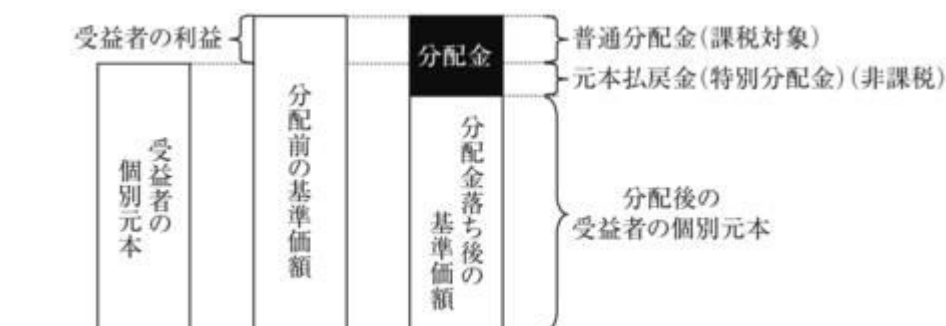 受益者の利益
受益者の
個別元本
分配前の基準価額
分配金
分配金落ち後の
基準価額
普通分配金(課税対象)
元本払戻金(特別分配金)(非課税)
分配後の
受益者の個別元本